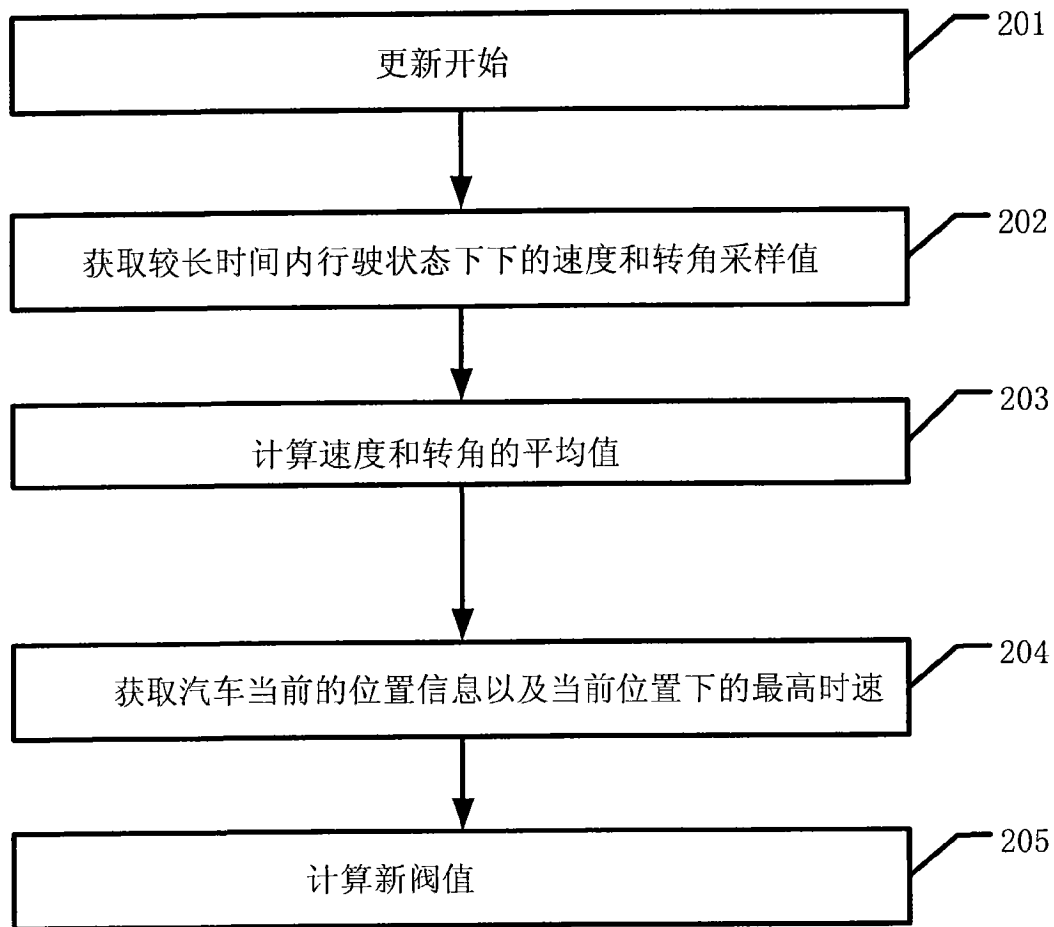 201
更新开始
202
获取较长时间内行驶状态下下的速度和转角采样值
203
计算速度和转角的平均值
204
获取汽车当前的位置信息以及当前位置下的最高时速
205
计算新阀值